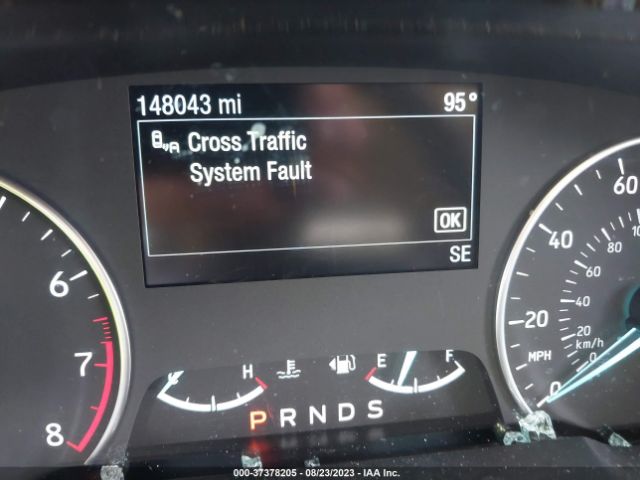 148043 mi 95°
Cross Traffic
System Fault
OK
SE
6
7
8
H
E F
P R N D S
60
40
20
0
MPH
10
80
60
40
20
0
km/h
000-37378205 - 08/23/2023 - IAA Inc.